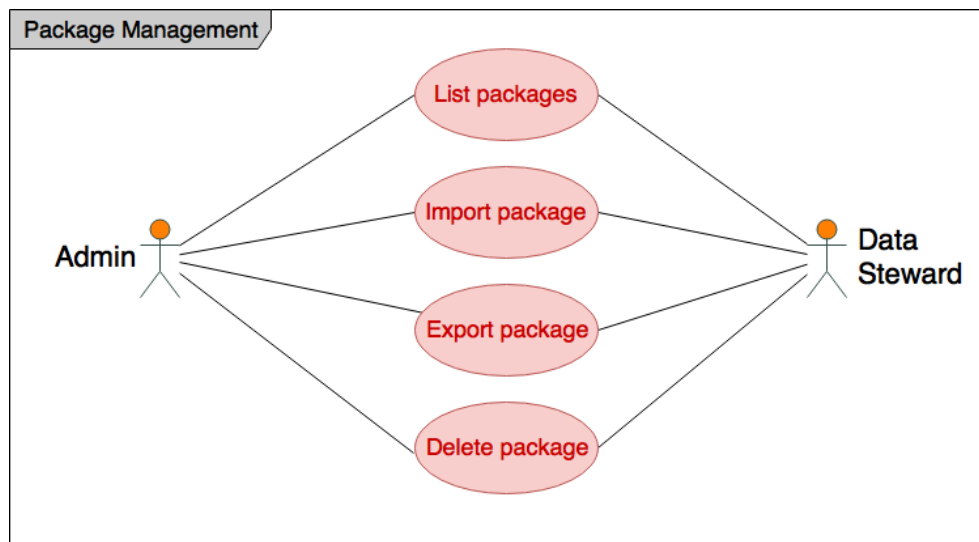 Package Management
List packages
Import package
Admin
Data
Steward
Export package
Delete package